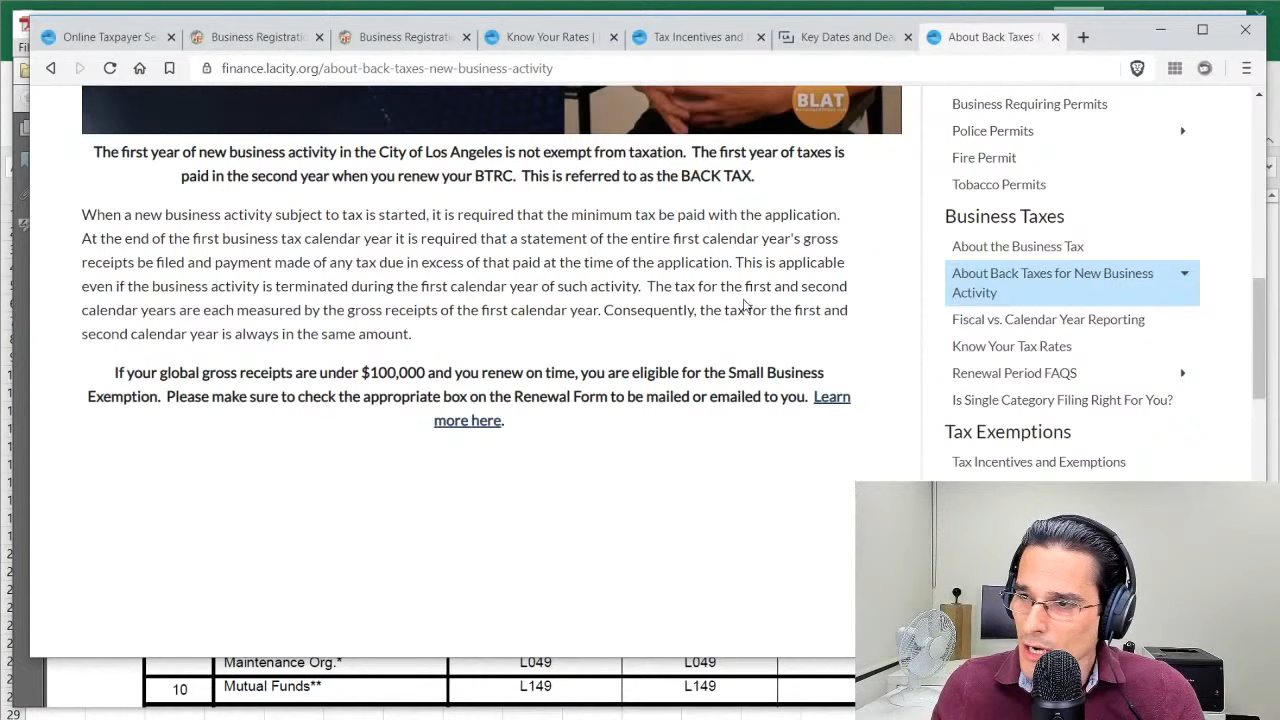 Online Taxpayer Se
Business Registratio
Business Registratio
Know Your Rates |
Tax Incentives and
Key Dates and Dea
About Back Taxes f
finance.lacity.org/about-back-taxes-new-business-activity
BLAT
The first year of new business activity in the City of Los Angeles is not exempt from taxation. The first year of taxes is
paid in the second year when you renew your BTRC. This is referred to as the BACK TAX.
When a new business activity subject to tax is started, it is required that the minimum tax be paid with the application.
At the end of the first business tax calendar year it is required that a statement of the entire first calendar year's gross
receipts be filed and payment made of any tax due in excess of that paid at the time of the application. This is applicable
even if the business activity is terminated during the first calendar year of such activity. The tax for the first and second
calendar years are each measured by the gross receipts of the first calendar year. Consequently, the tax for the first and
second calendar year is always in the same amount.
If your global gross receipts are under $100,000 and you renew on time, you are eligible for the Small Business
Exemption. Please make sure to check the appropriate box on the Renewal Form to be mailed or emailed to you. Learn
more here.
Business Requiring Permits
Police Permits
Fire Permit
Tobacco Permits
Business Taxes
About the Business Tax
About Back Taxes for New Business
Activity
Fiscal vs. Calendar Year Reporting
Know Your Tax Rates
Renewal Period FAQS
Is Single Category Filing Right For You?
Tax Exemptions
Tax Incentives and Exemptions
Maintenance Org.* L049 L049
10 Mutual Funds** L149 L149
29